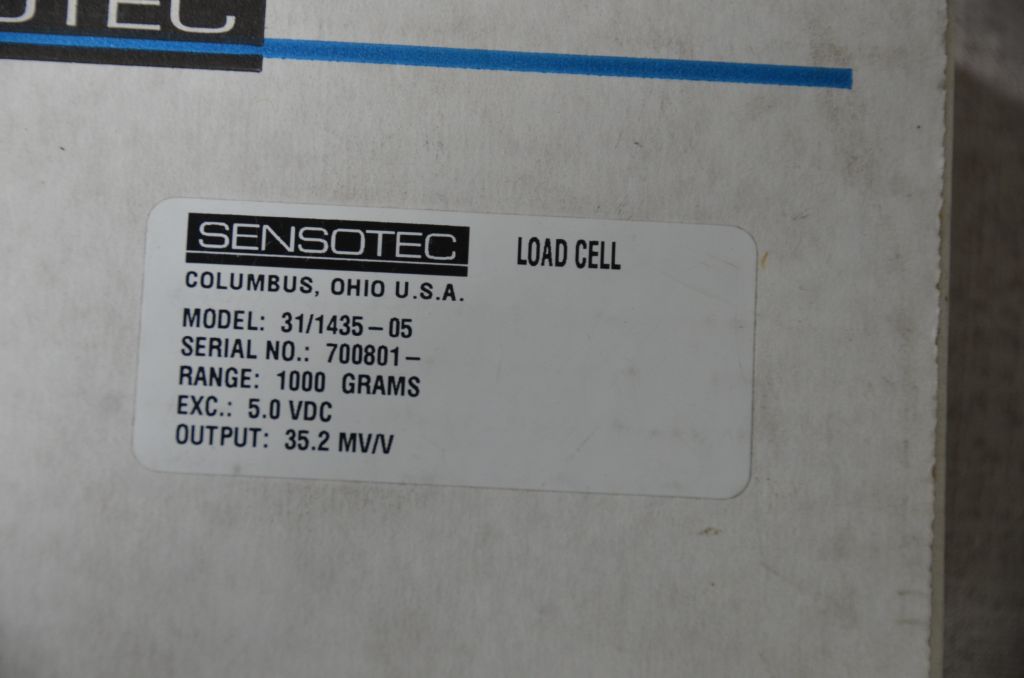 SENSOTEC LOAD CELL
COLUMBUS, OHIO U.S.A.
MODEL: 31/1435-05
SERIAL NO.: 700801-
RANGE: 1000 GRAMS
EXC.: 5.0 VDC
OUTPUT: 35.2 MV/V